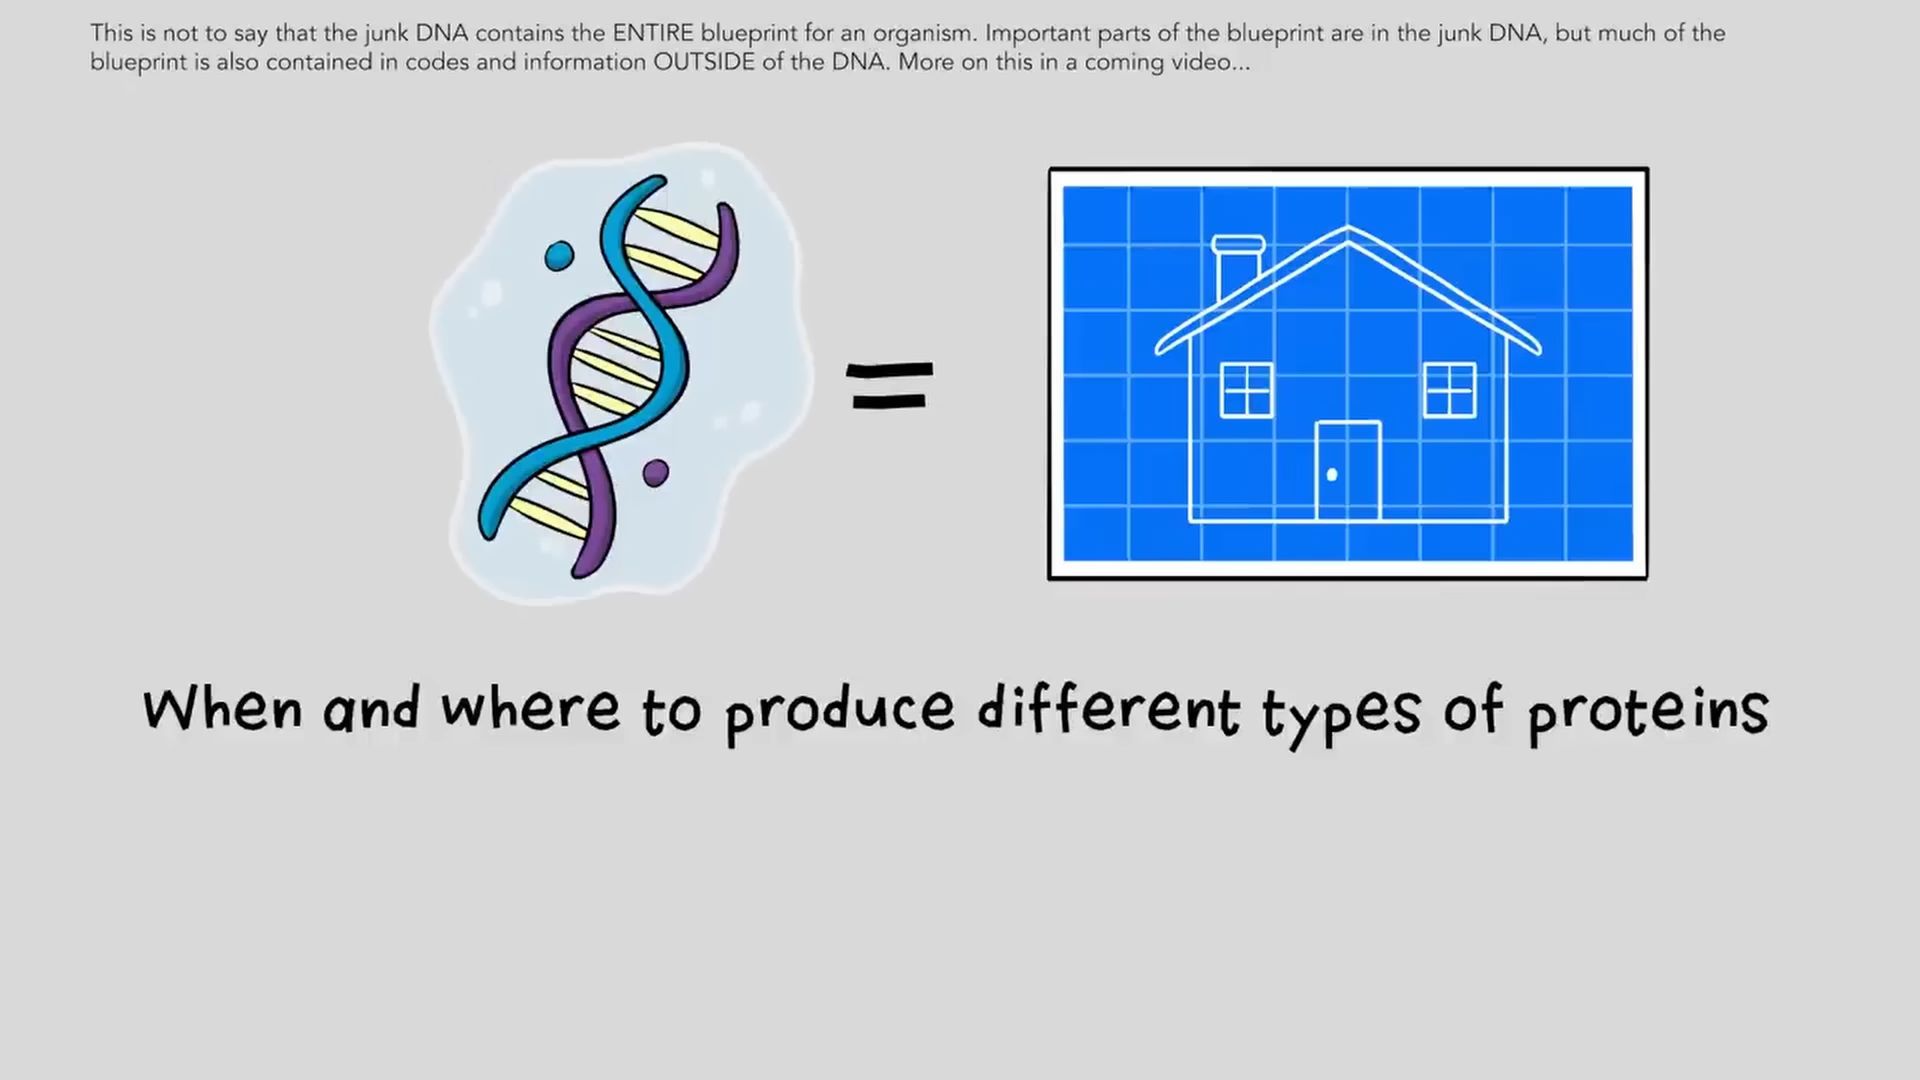 This is not to say that the junk DNA contains the ENTIRE blueprint for an organism. Important parts of the blueprint are in the junk DNA, but much of the
blueprint is also contained in codes and information OUTSIDE of the DNA. More on this in a coming video...
When and where to produce different types of proteins